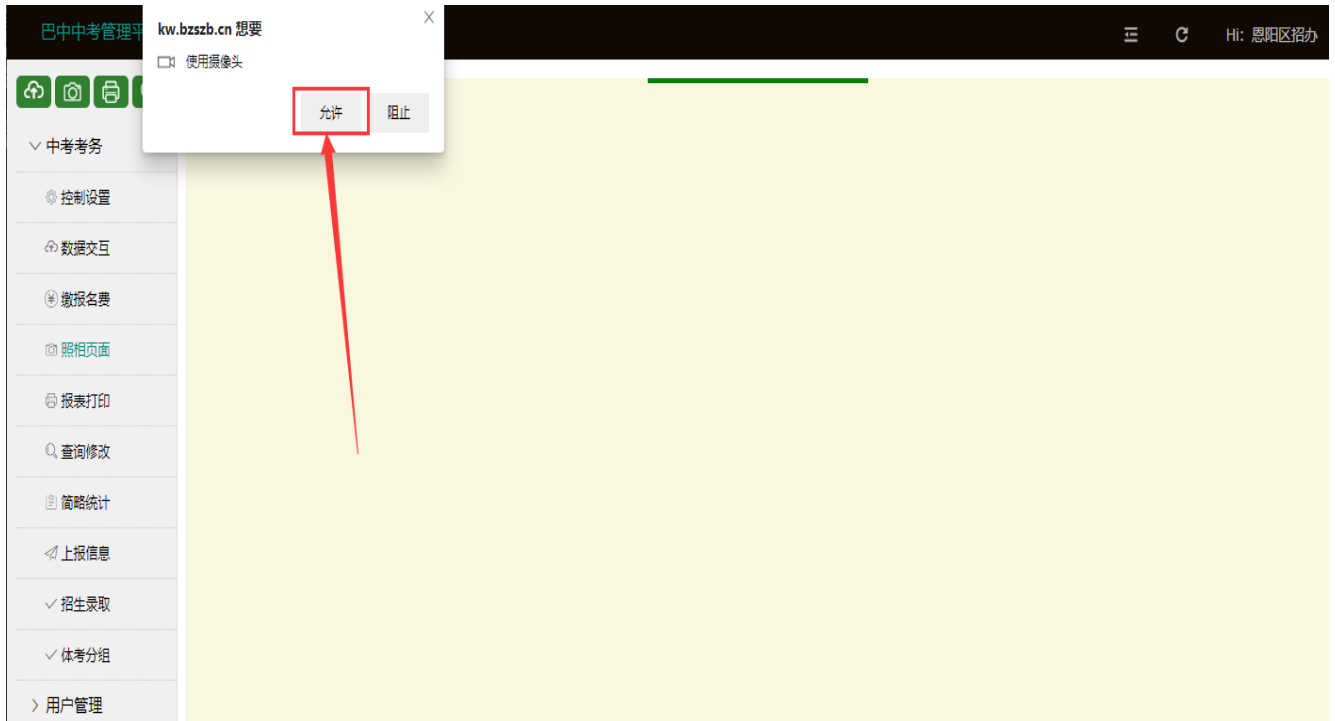 巴中中考管理平
kw.bzszb.cn 想要
使用摄像头
允许
阻止
Hi: 恩阳区招办
中考考务
控制设置
数据交互
缴报名费
照相页面
报表打印
查询修改
简略统计
上报信息
招生录取
体考分组
用户管理